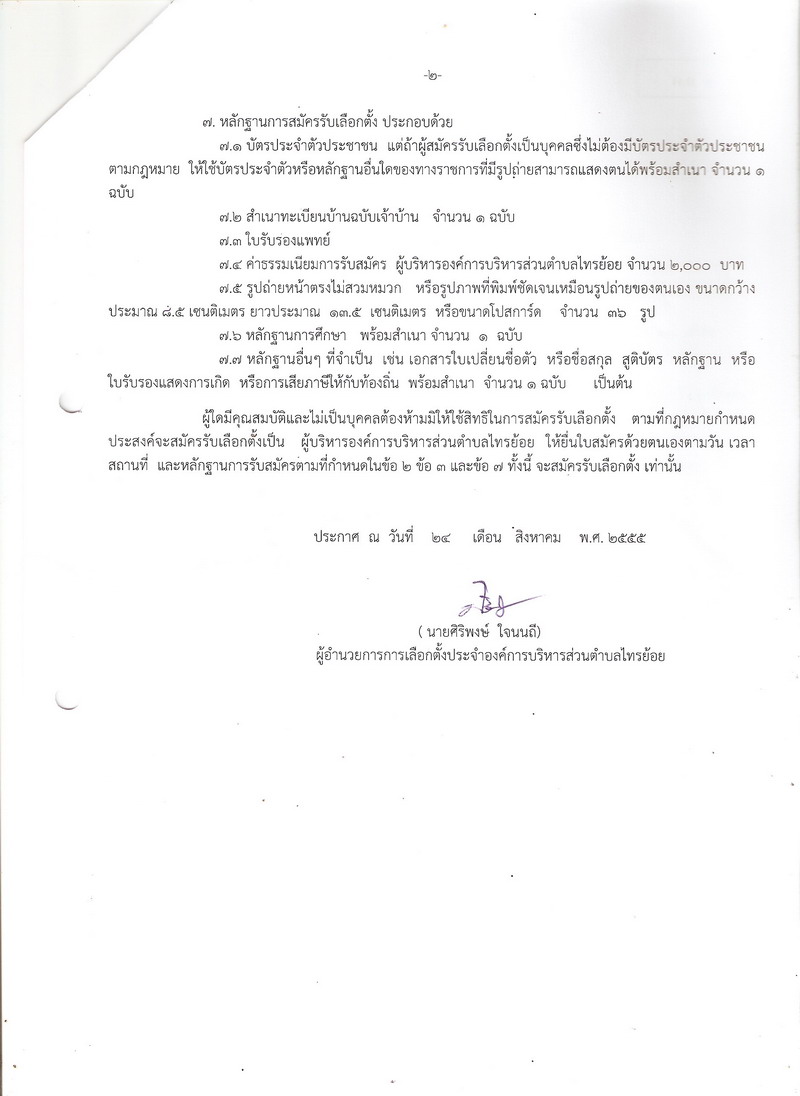 -๒-
๗. หลักฐานการสมัครรับเลือกตั้ง ประกอบด้วย
๗.๑ บัตรประจำตัวประชาชน แต่ถ้าผู้สมัครรับเลือกตั้งเป็นบุคคลซึ่งไม่ต้องมีบัตรประจำตัวประชาชน
ตามกฎหมาย ให้ใช้บัตรประจำตัวหรือหลักฐานอื่นใดของทางราชการที่มีรูปถ่ายสามารถแสดงตนได้พร้อมสำเนา จำนวน ๑
ฉบับ
๗.๒ สำเนาทะเบียนบ้านฉบับเจ้าบ้าน จำนวน ๑ ฉบับ
๗.๓ ใบรับรองแพทย์
๗.๔ ค่าธรรมเนียมการรับสมัคร ผู้บริหารองค์การบริหารส่วนตำบลไทรย้อย จำนวน ๒,๐๐๐ บาท
๗.๕ รูปถ่ายหน้าตรงไม่สวมหมวก หรือรูปภาพที่พิมพ์ชัดเจนเหมือนรูปถ่ายของตนเอง ขนาดกว้าง
ประมาณ ๘.๕ เซนติเมตร ยาวประมาณ ๑๓.๕ เซนติเมตร หรือขนาดโปสการ์ด จำนวน ๓๖ รูป
๗.๖ หลักฐานการศึกษา พร้อมสำเนา จำนวน ๑ ฉบับ
๗.๗ หลักฐานอื่นๆ ที่จำเป็น เช่น เอกสารใบเปลี่ยนชื่อตัว หรือชื่อสกุล สูติบัตร หลักฐาน หรือ
ใบรับรองแสดงการเกิด หรือการเสียภาษีให้กับท้องถิ่น พร้อมสำเนา จำนวน ๑ ฉบับ เป็นต้น
ผู้ใดมีคุณสมบัติและไม่เป็นบุคคลต้องห้ามมิให้ใช้สิทธิในการสมัครรับเลือกตั้ง ตามที่กฎหมายกำหนด
ประสงค์จะสมัครรับเลือกตั้งเป็น ผู้บริหารองค์การบริหารส่วนตำบลไทรย้อย ให้ยื่นใบสมัครด้วยตนเองตามวัน เวลา
สถานที่ และหลักฐานการรับสมัครตามที่กำหนดในข้อ ๒ ข้อ ๓ และข้อ ๗ ทั้งนี้ จะสมัครรับเลือกตั้ง เท่านั้น
ประกาศ ณ วันที่ ๒๔ เดือน สิงหาคม พ.ศ. ๒๕๕๕
( นายศิริพงษ์ ใจนนถี)
ผู้อำนวยการการเลือกตั้งประจำองค์การบริหารส่วนตำบลไทรย้อย